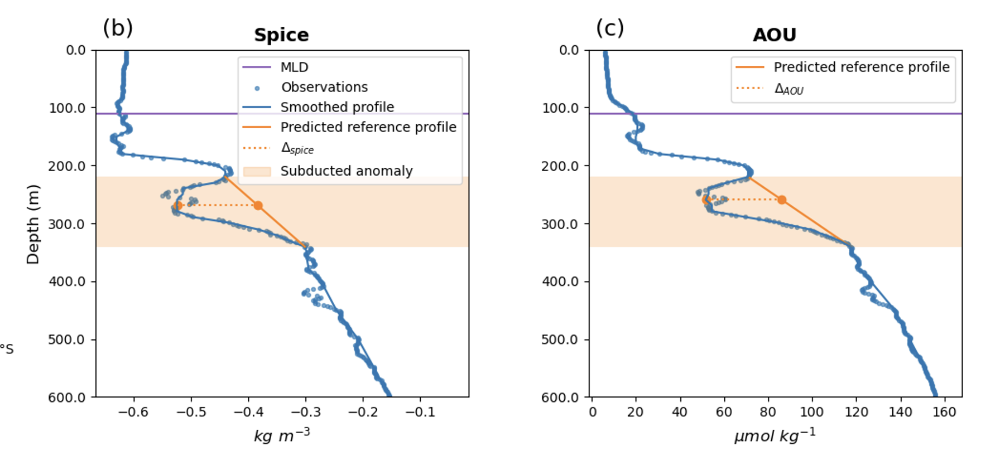 (b)
Spice
0.0
100.0
200.0
300.0
400.0
500.0
600.0
Depth (m)
MLD
Observations
Smoothed profile
Predicted reference profile
Δspice
Subducted anomaly
−0.6 −0.5 −0.4 −0.3 −0.2 −0.1
kg m⁻³
°S
(c)
AOU
0.0
100.0
200.0
300.0
400.0
500.0
600.0
Predicted reference profile
ΔAOU
0 20 40 60 80 100 120 140 160
μmol kg⁻¹